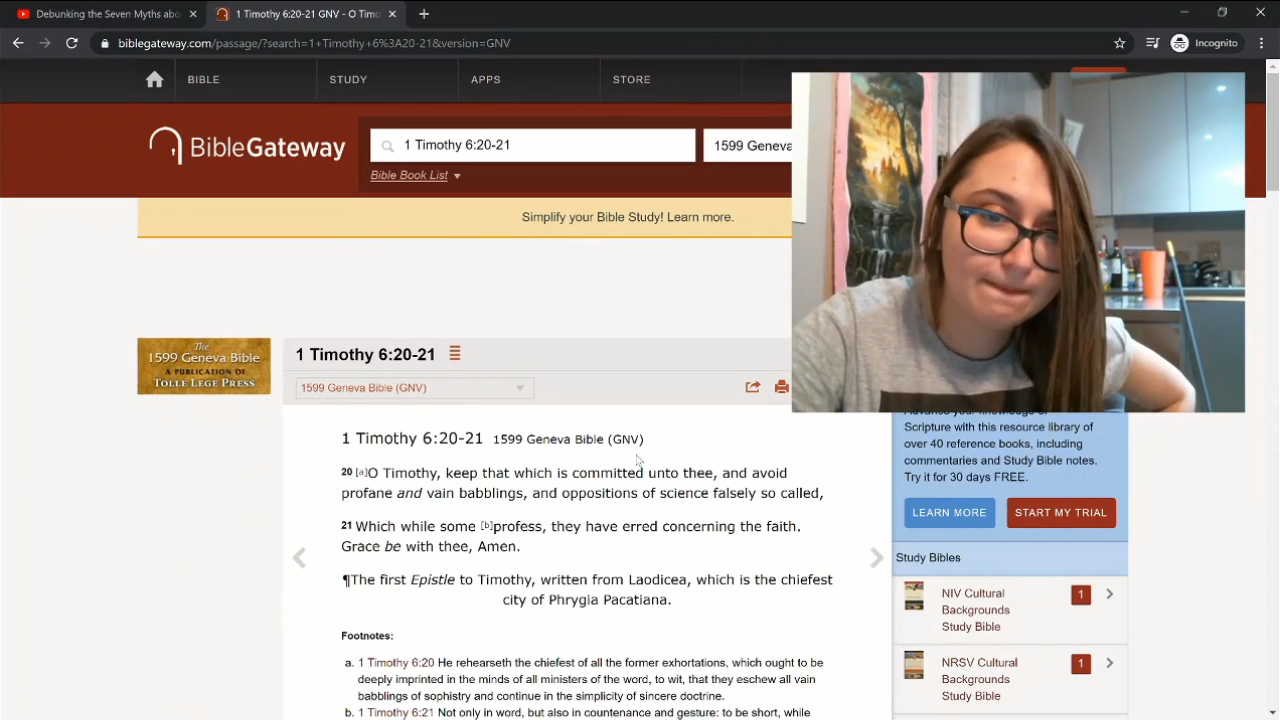 Debunking the Seven Myths abo
1 Timothy 6:20-21 GNV - O Timo
biblegateway.com/passage/?search=1+Timothy+6%3A20-21&version=GNV
Incognito
BIBLE
STUDY
APPS
STORE
BibleGateway
1 Timothy 6:20-21
1599 Geneva
Bible Book List
Simplify your Bible Study! Learn more.
The
1599 Geneva Bible
A PUBLICATION OF
TOLLE LEGE PRESS
1 Timothy 6:20-21
1599 Geneva Bible (GNV)
1 Timothy 6:20-21 1599 Geneva Bible (GNV)
20 [a]O Timothy, keep that which is committed unto thee, and avoid
profane and vain babblings, and oppositions of science falsely so called,
21 Which while some [b]profess, they have erred concerning the faith.
Grace be with thee, Amen.
¶The first Epistle to Timothy, written from Laodicea, which is the chiefest
city of Phrygia Pacatiana.
Footnotes:
a. 1 Timothy 6:20 He rehearseth the chiefest of all the former exhortations, which ought to be
deeply imprinted in the minds of all ministers of the word, to wit, that they eschew all vain
babblings of sophistry and continue in the simplicity of sincere doctrine.
b. 1 Timothy 6:21 Not only in word, but also in countenance and gesture: to be short, while
Advance your knowledge of
Scripture with this resource library of
over 40 reference books, including
commentaries and Study Bible notes.
Try it for 30 days FREE.
LEARN MORE
START MY TRIAL
Study Bibles
NIV Cultural
Backgrounds
Study Bible
1
NRSV Cultural
Backgrounds
Study Bible
1